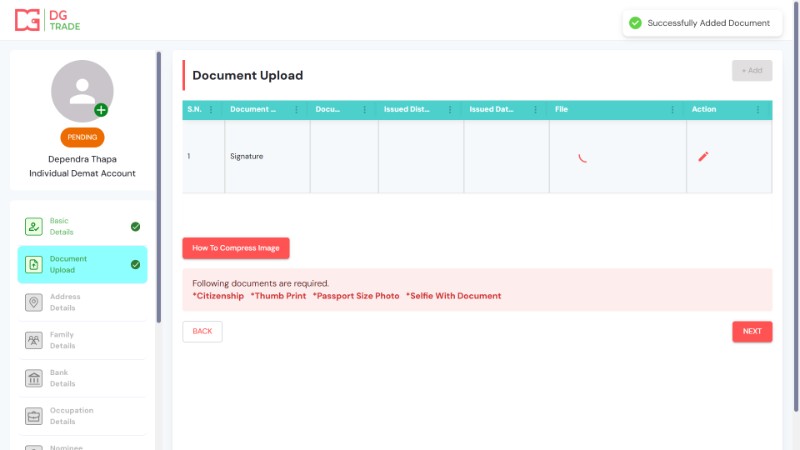 DG
TRADE
Successfully Added Document
PENDING
Dependra Thapa
Individual Demat Account
Basic
Details
Document
Upload
Address
Details
Family
Details
Bank
Details
Occupation
Details
Nominee
Document Upload
+ Add
S.N. Document ... Docu... Issued Dist... Issued Dat... File Action
1 Signature
How To Compress Image
Following documents are required.
*Citizenship *Thumb Print *Passport Size Photo *Selfie With Document
BACK NEXT